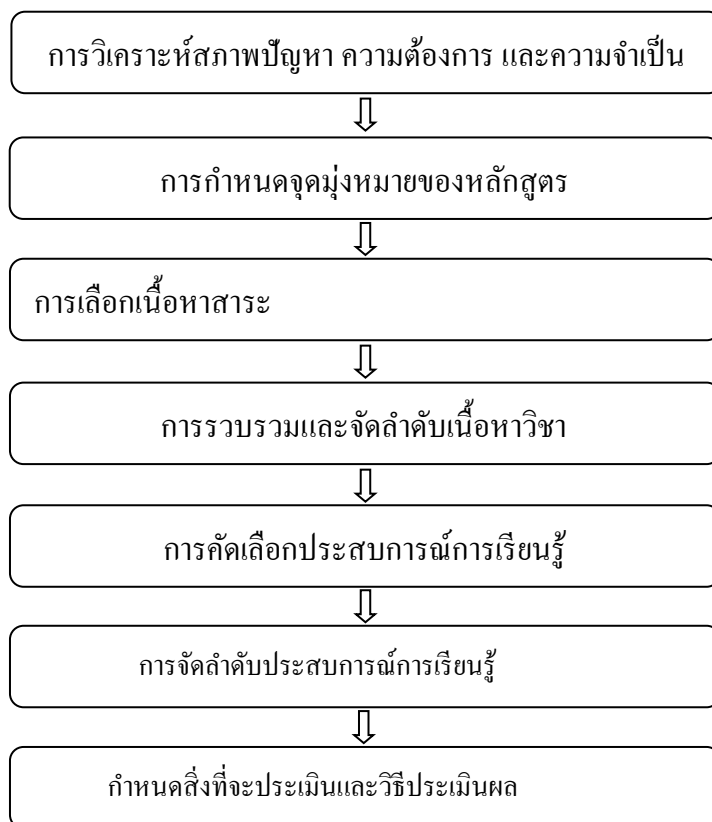 การวิเคราะห์สภาพปัญหา ความต้องการ และความจำเป็น
การกำหนดจุดมุ่งหมายของหลักสูตร
การเลือกเนื้อหาสาระ
การรวบรวมและจัดลำดับเนื้อหาวิชา
การคัดเลือกประสบการณ์การเรียนรู้
การจัดลำดับประสบการณ์การเรียนรู้
กำหนดสิ่งที่จะประเมินและวิธีประเมินผล